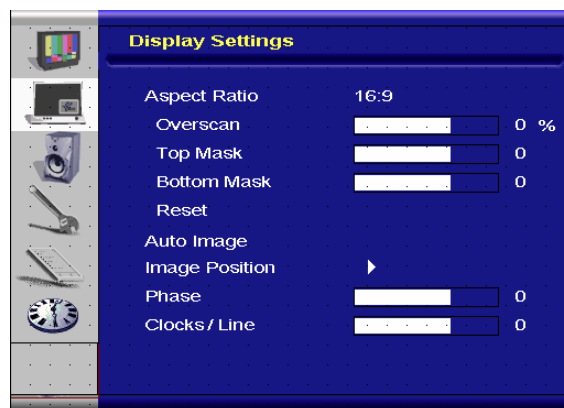 Display Settings
Aspect Ratio 16:9
Overscan 0 %
Top Mask 0
Bottom Mask 0
Reset
Auto Image
Image Position
Phase 0
Clocks / Line 0